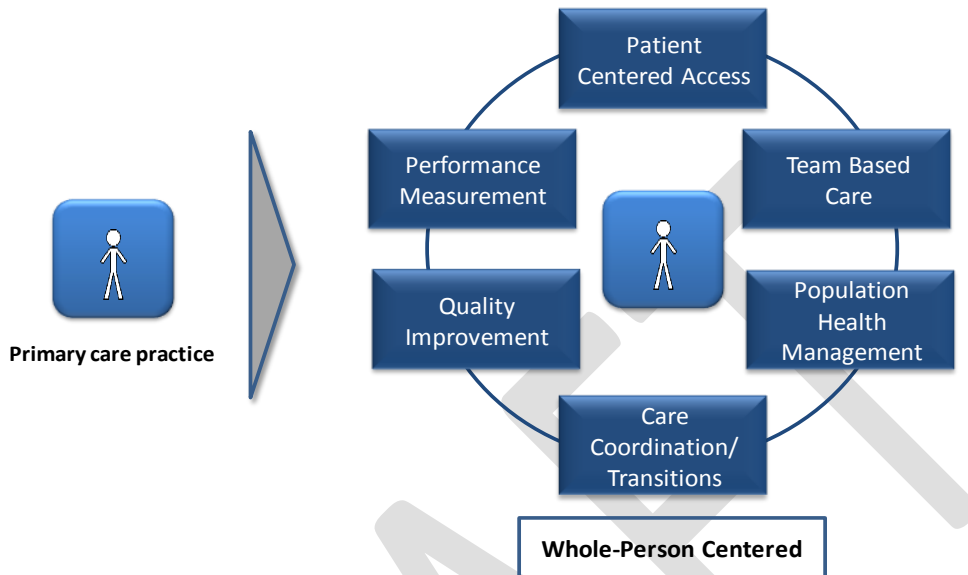 Patient
Centered Access
Performance
Measurement
Team Based
Care
Primary care practice
Quality
Improvement
Population
Health
Management
Care
Coordination/
Transitions
Whole-Person Centered